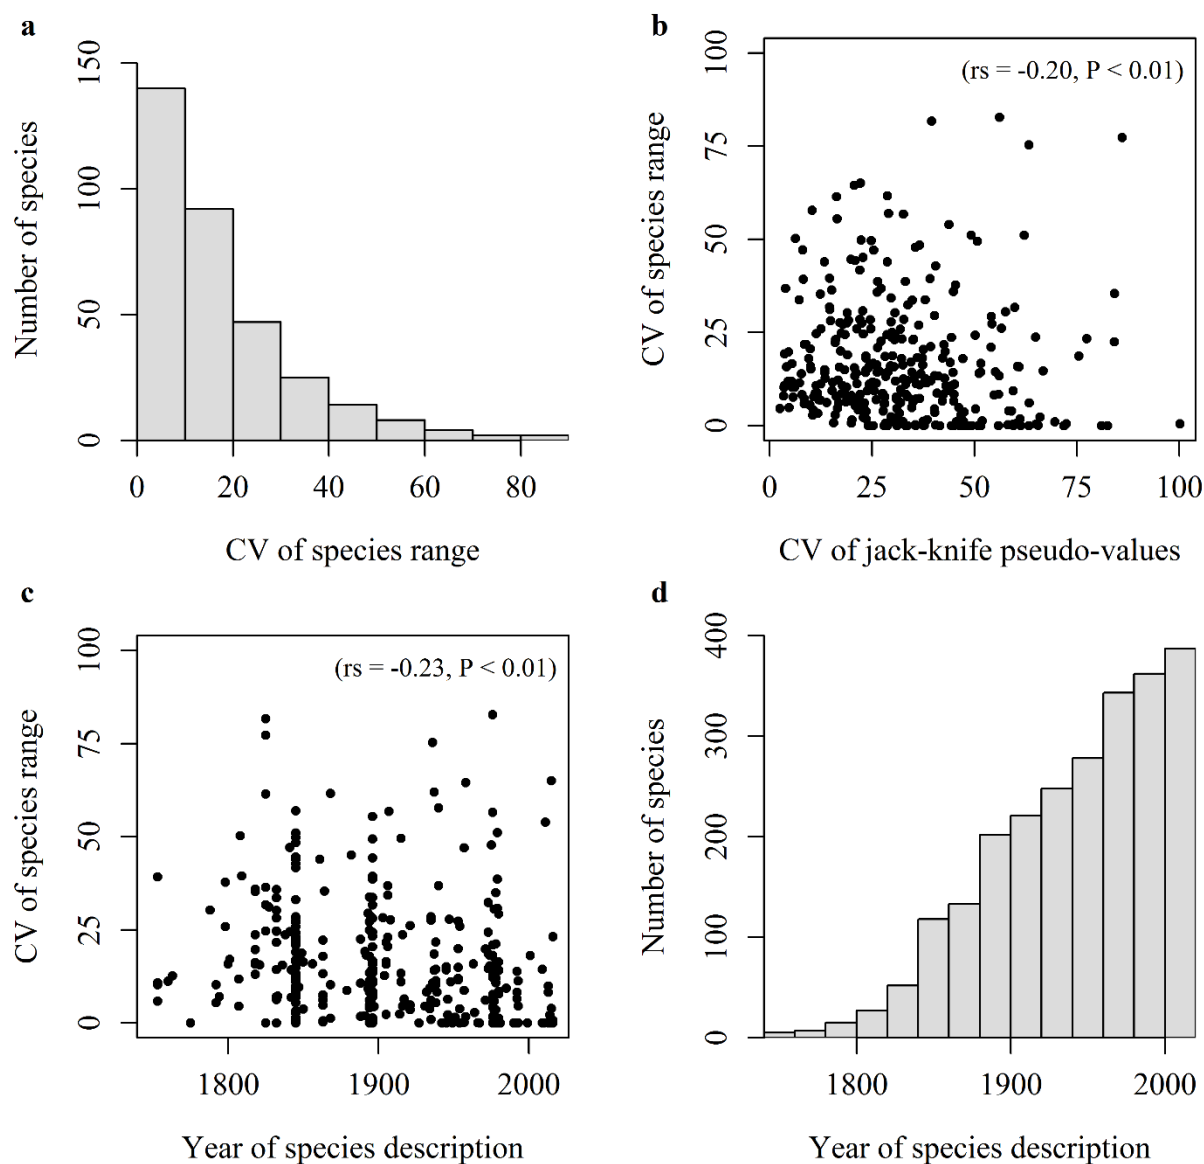 a
150
100
50
0
Number of species
0 20 40 60 80
CV of species range
b
(rs = -0.20, P < 0.01)
100
75
50
25
0
CV of species range
0 25 50 75 100
CV of jack-knife pseudo-values
c
(rs = -0.23, P < 0.01)
100
75
50
25
0
CV of species range
1800 1900 2000
Year of species description
d
400
300
200
100
0
Number of species
1800 1900 2000
Year of species description